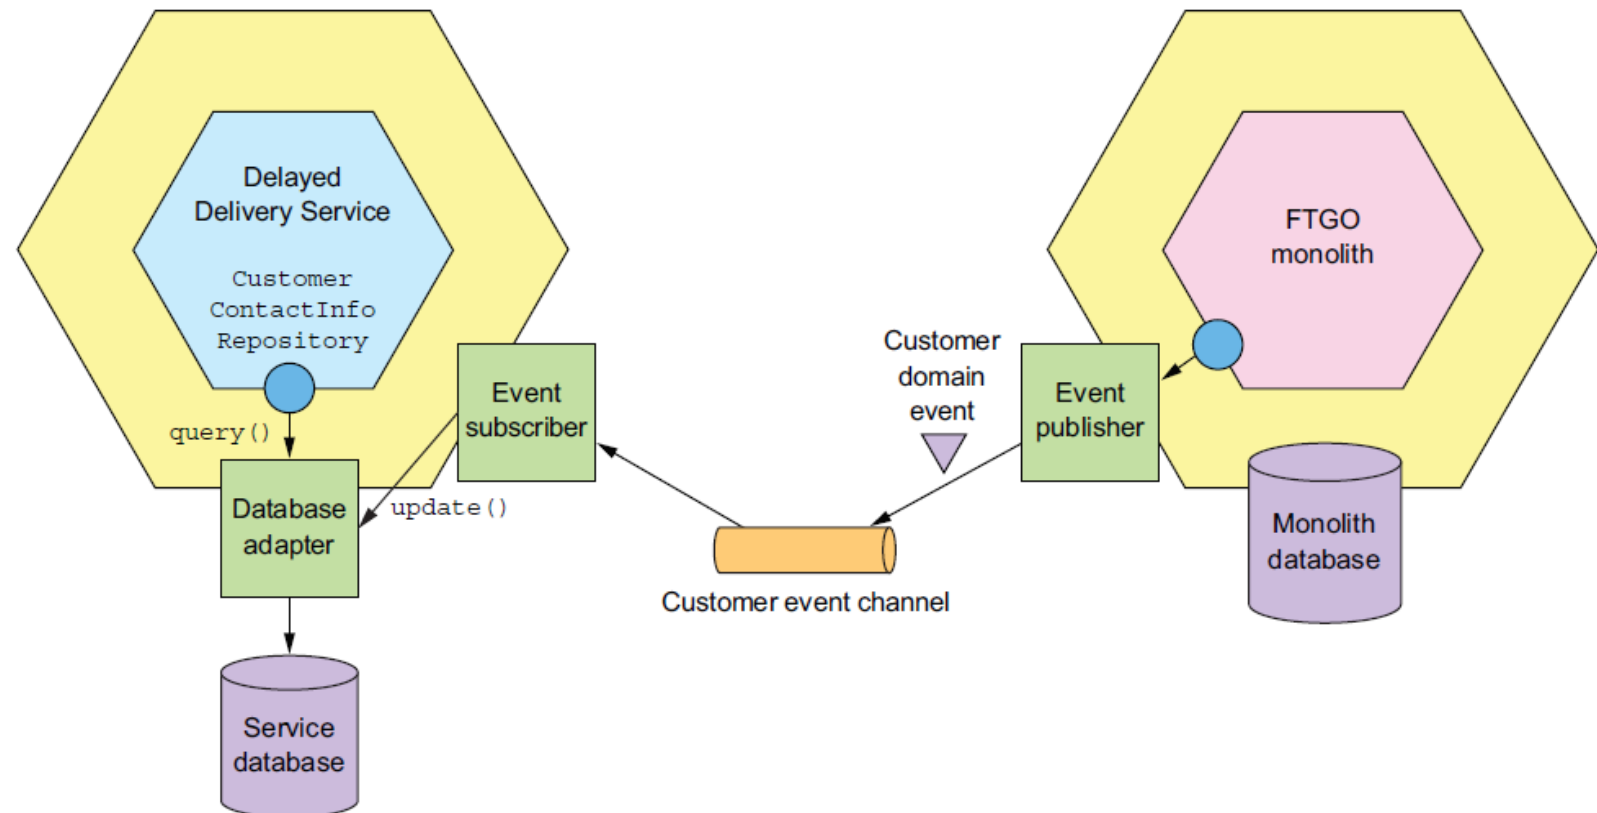 Delayed
Delivery Service
Customer
ContactInfo
Repository
query()
Event
subscriber
update()
Database
adapter
Service
database
Customer
domain
event
Customer event channel
Event
publisher
FTGO
monolith
Monolith
database